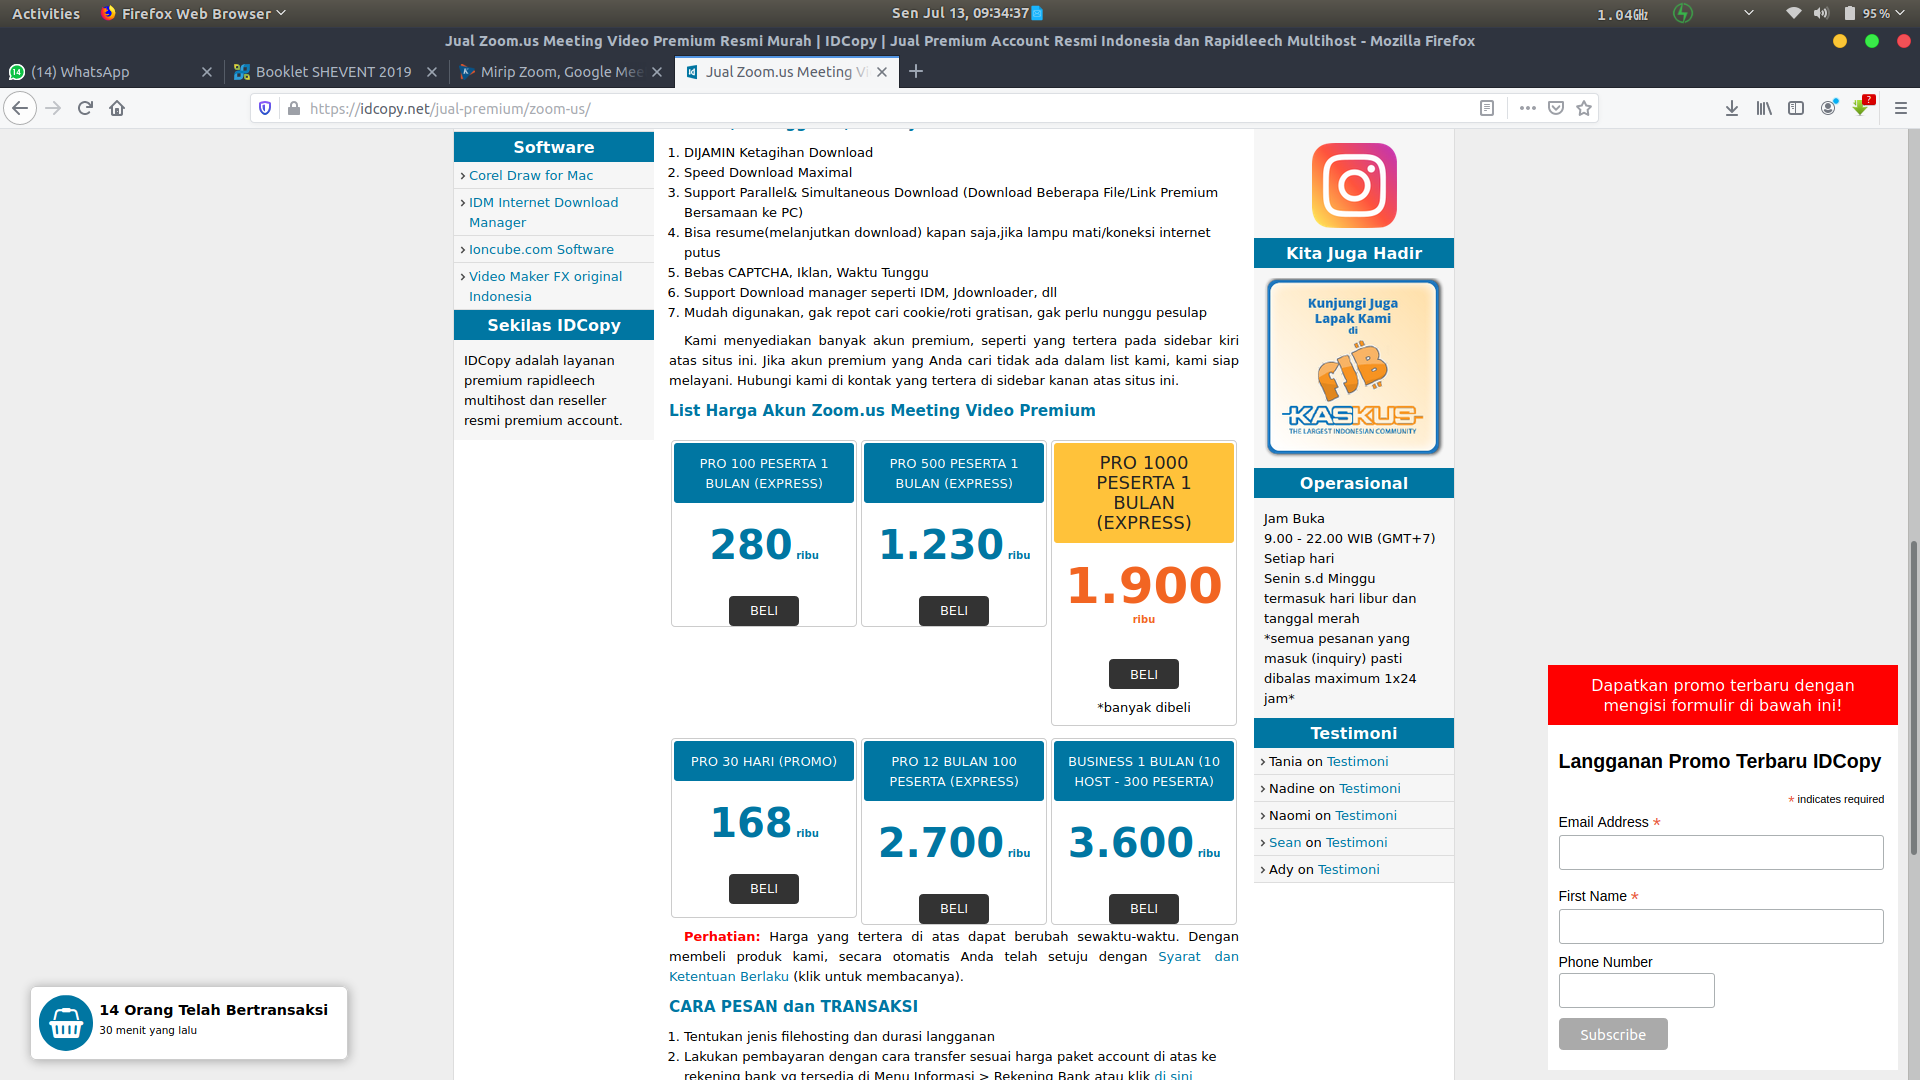 Activities
Firefox Web Browser
Sen Jul 13, 09:34:37
1.04GHz
95 %
Jual Zoom.us Meeting Video Premium Resmi Murah | IDCopy | Jual Premium Account Resmi Indonesia dan Rapidleech Multihost - Mozilla Firefox
(14) WhatsApp
Booklet SHEVENT 2019
Mirip Zoom, Google Mee
Jual Zoom.us Meeting Vi
https://idcopy.net/jual-premium/zoom-us/
Software
Corel Draw for Mac
IDM Internet Download
Manager
Ioncube.com Software
Video Maker FX original
Indonesia
Sekilas IDCopy
IDCopy adalah layanan
premium rapidleech
multihost dan reseller
resmi premium account.
1. DIJAMIN Ketagihan Download
2. Speed Download Maximal
3. Support Parallel& Simultaneous Download (Download Beberapa File/Link Premium
Bersamaan ke PC)
4. Bisa resume(melanjutkan download) kapan saja,jika lampu mati/koneksi internet
putus
5. Bebas CAPTCHA, Iklan, Waktu Tunggu
6. Support Download manager seperti IDM, Jdownloader, dll
7. Mudah digunakan, gak repot cari cookie/roti gratisan, gak perlu nunggu pesulap
Kami menyediakan banyak akun premium, seperti yang tertera pada sidebar kiri
atas situs ini. Jika akun premium yang Anda cari tidak ada dalam list kami, kami siap
melayani. Hubungi kami di kontak yang tertera di sidebar kanan atas situs ini.
List Harga Akun Zoom.us Meeting Video Premium
PRO 100 PESERTA 1
BULAN (EXPRESS)
280 ribu
BELI
PRO 500 PESERTA 1
BULAN (EXPRESS)
1.230 ribu
BELI
PRO 1000
PESERTA 1
BULAN
(EXPRESS)
1.900
ribu
BELI
*banyak dibeli
PRO 30 HARI (PROMO)
168 ribu
BELI
PRO 12 BULAN 100
PESERTA (EXPRESS)
2.700 ribu
BELI
BUSINESS 1 BULAN (10
HOST - 300 PESERTA)
3.600 ribu
BELI
Perhatian: Harga yang tertera di atas dapat berubah sewaktu-waktu. Dengan
membeli produk kami, secara otomatis Anda telah setuju dengan Syarat dan
Ketentuan Berlaku (klik untuk membacanya).
CARA PESAN dan TRANSAKSI
1. Tentukan jenis filehosting dan durasi langganan
2. Lakukan pembayaran dengan cara transfer sesuai harga paket account di atas ke
rekening bank yg tersedia di Menu Informasi > Rekening Bank atau klik di sini
Kita Juga Hadir
Kunjungi Juga
Lapak Kami
di
FJB
KASKUS
THE LARGEST INDONESIAN COMMUNITY
Operasional
Jam Buka
9.00 - 22.00 WIB (GMT+7)
Setiap hari
Senin s.d Minggu
termasuk hari libur dan
tanggal merah
*semua pesanan yang
masuk (inquiry) pasti
dibalas maximum 1x24
jam*
Testimoni
Tania on Testimoni
Nadine on Testimoni
Naomi on Testimoni
Sean on Testimoni
Ady on Testimoni
Dapatkan promo terbaru dengan
mengisi formulir di bawah ini!
Langganan Promo Terbaru IDCopy
* indicates required
Email Address *
First Name *
Phone Number
Subscribe
14 Orang Telah Bertransaksi
30 menit yang lalu